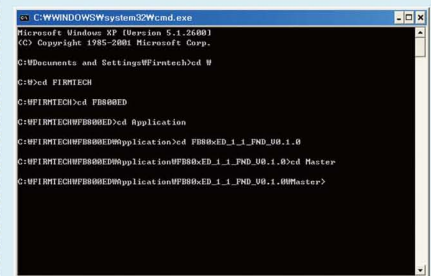 C:₩WINDOWS₩system32₩cmd.exe
Microsoft Windows XP [Version 5.1.2600]
(C) Copyright 1985-2001 Microsoft Corp.
C:₩Documents and Settings₩Firmtech>cd ₩
C:₩>cd FIRMTECH
C:₩FIRMTECH>cd FB800ED
C:₩FIRMTECH₩FB800ED>cd Application
C:₩FIRMTECH₩FB800ED₩Application>cd FB80xED_1_1_FND_V0.1.0
C:₩FIRMTECH₩FB800ED₩Application₩FB80xED_1_1_FND_V0.1.0>cd Master
C:₩FIRMTECH₩FB800ED₩Application₩FB80xED_1_1_FND_V0.1.0₩Master>